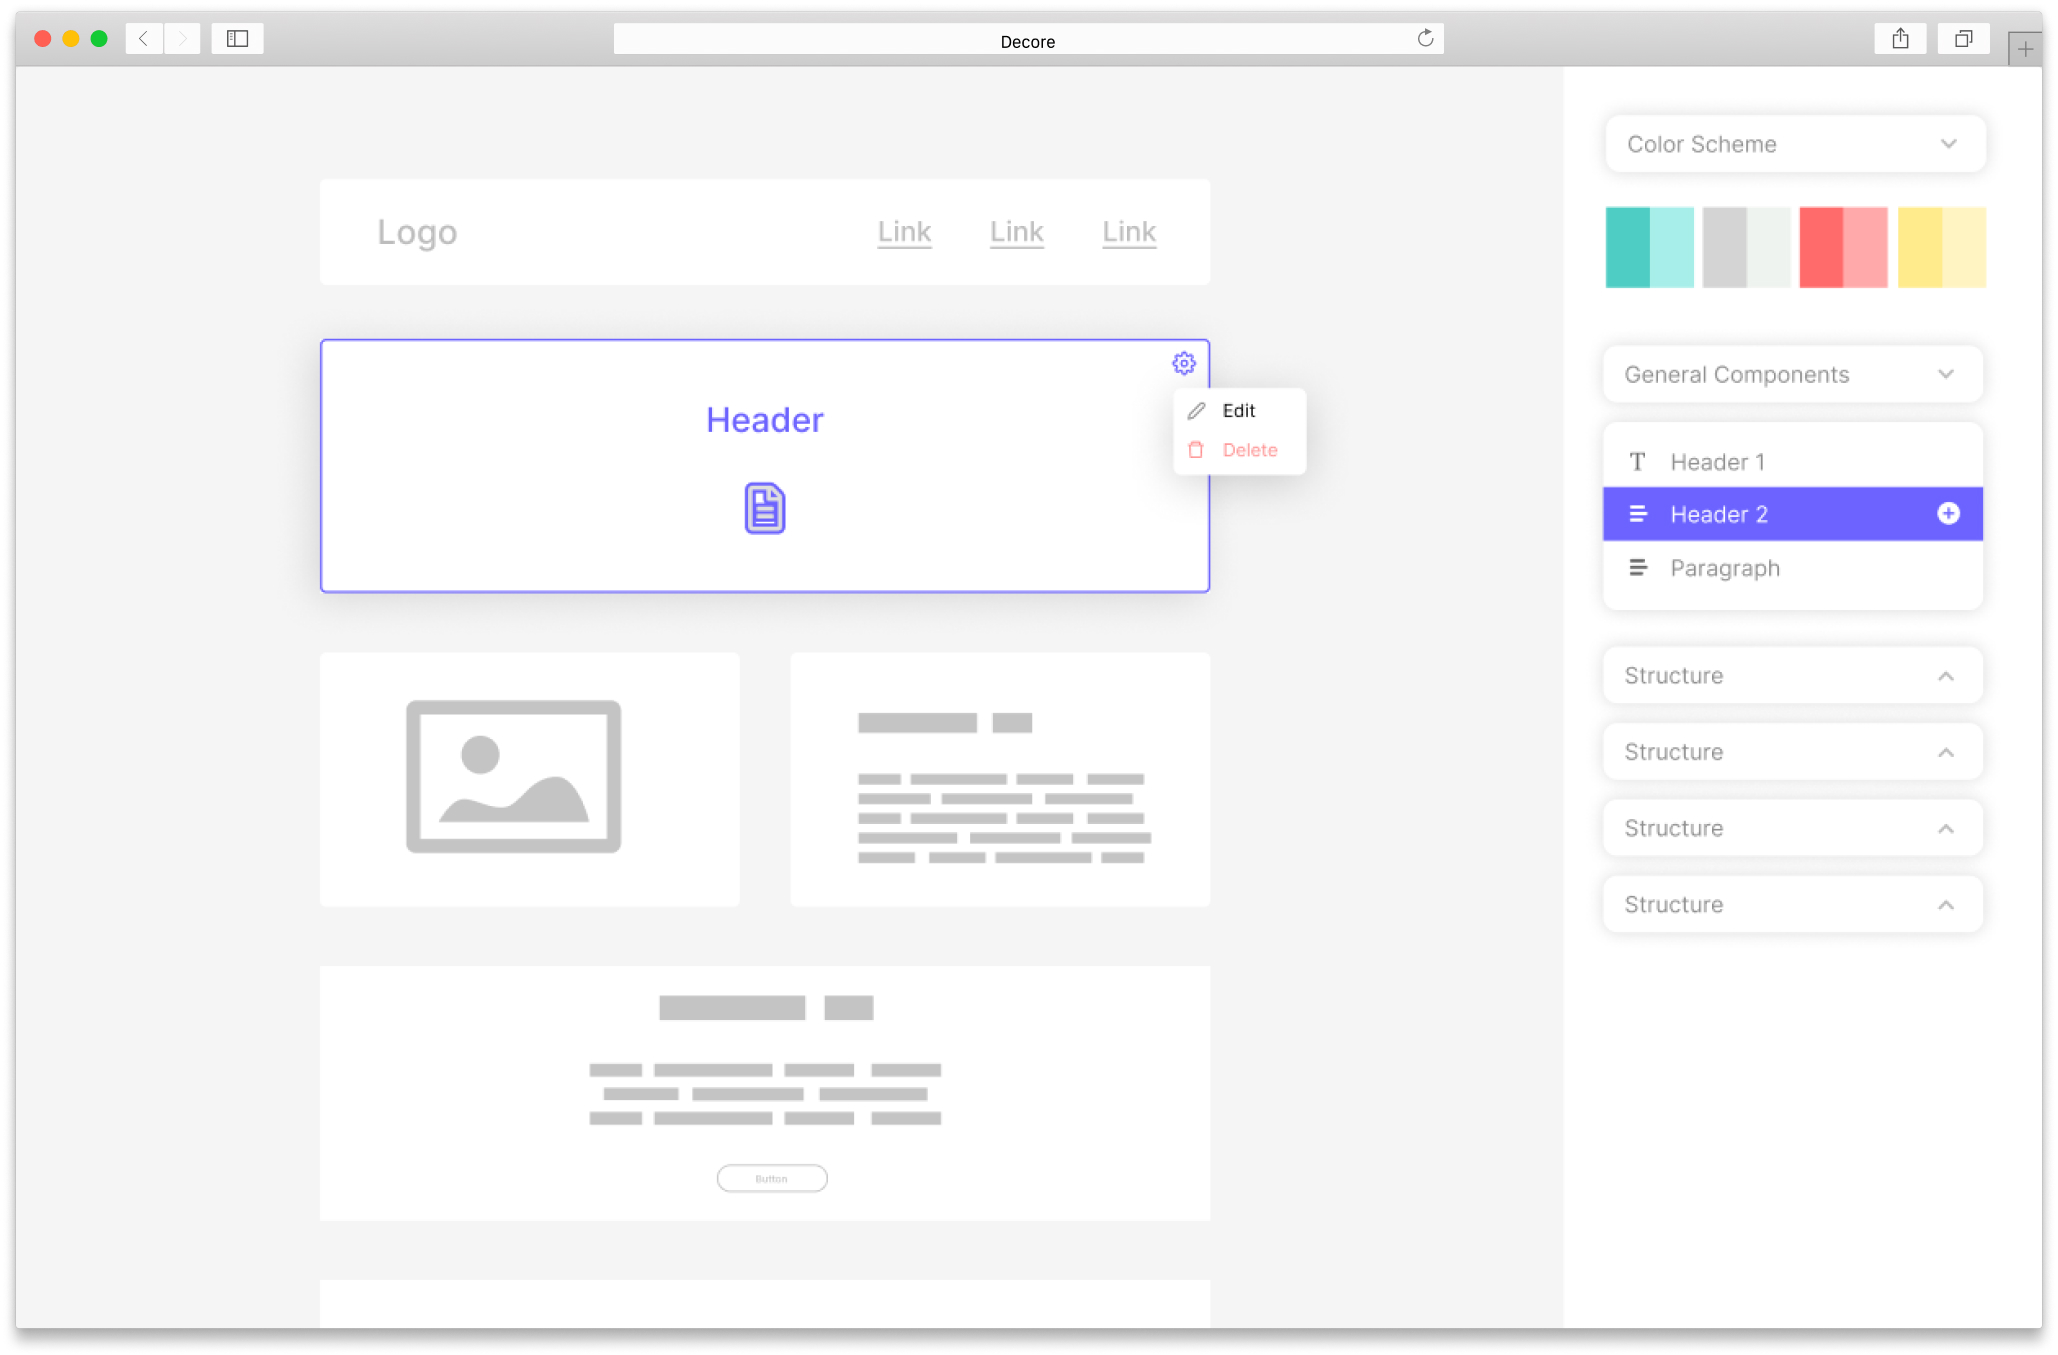 Decore
Logo
Link Link Link
Header
Edit
Delete
Button
Color Scheme
General Components
Header 1
Header 2
Paragraph
Structure
Structure
Structure
Structure